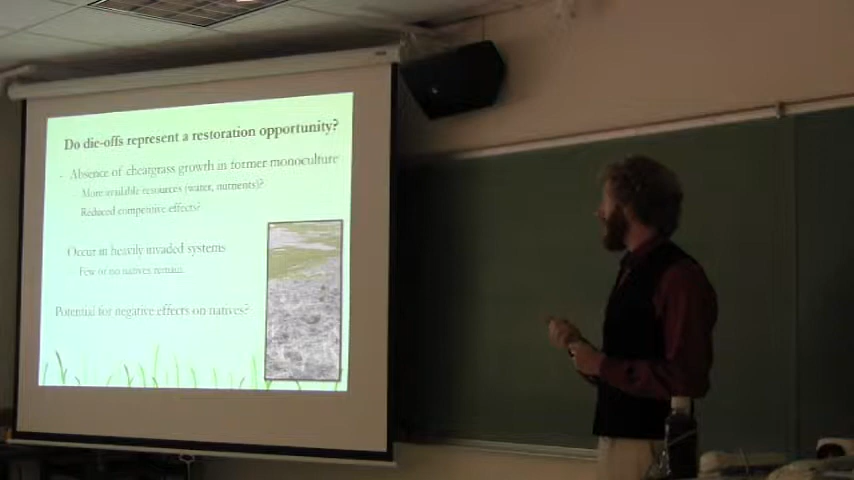 Do die-offs represent a restoration opportunity?
- Absence of cheatgrass growth in former monoculture
More available resources (water, nutrients)?
Reduced competitive effects?
Occur in heavily invaded systems
Few or no natives remain
Potential for negative effects on natives?